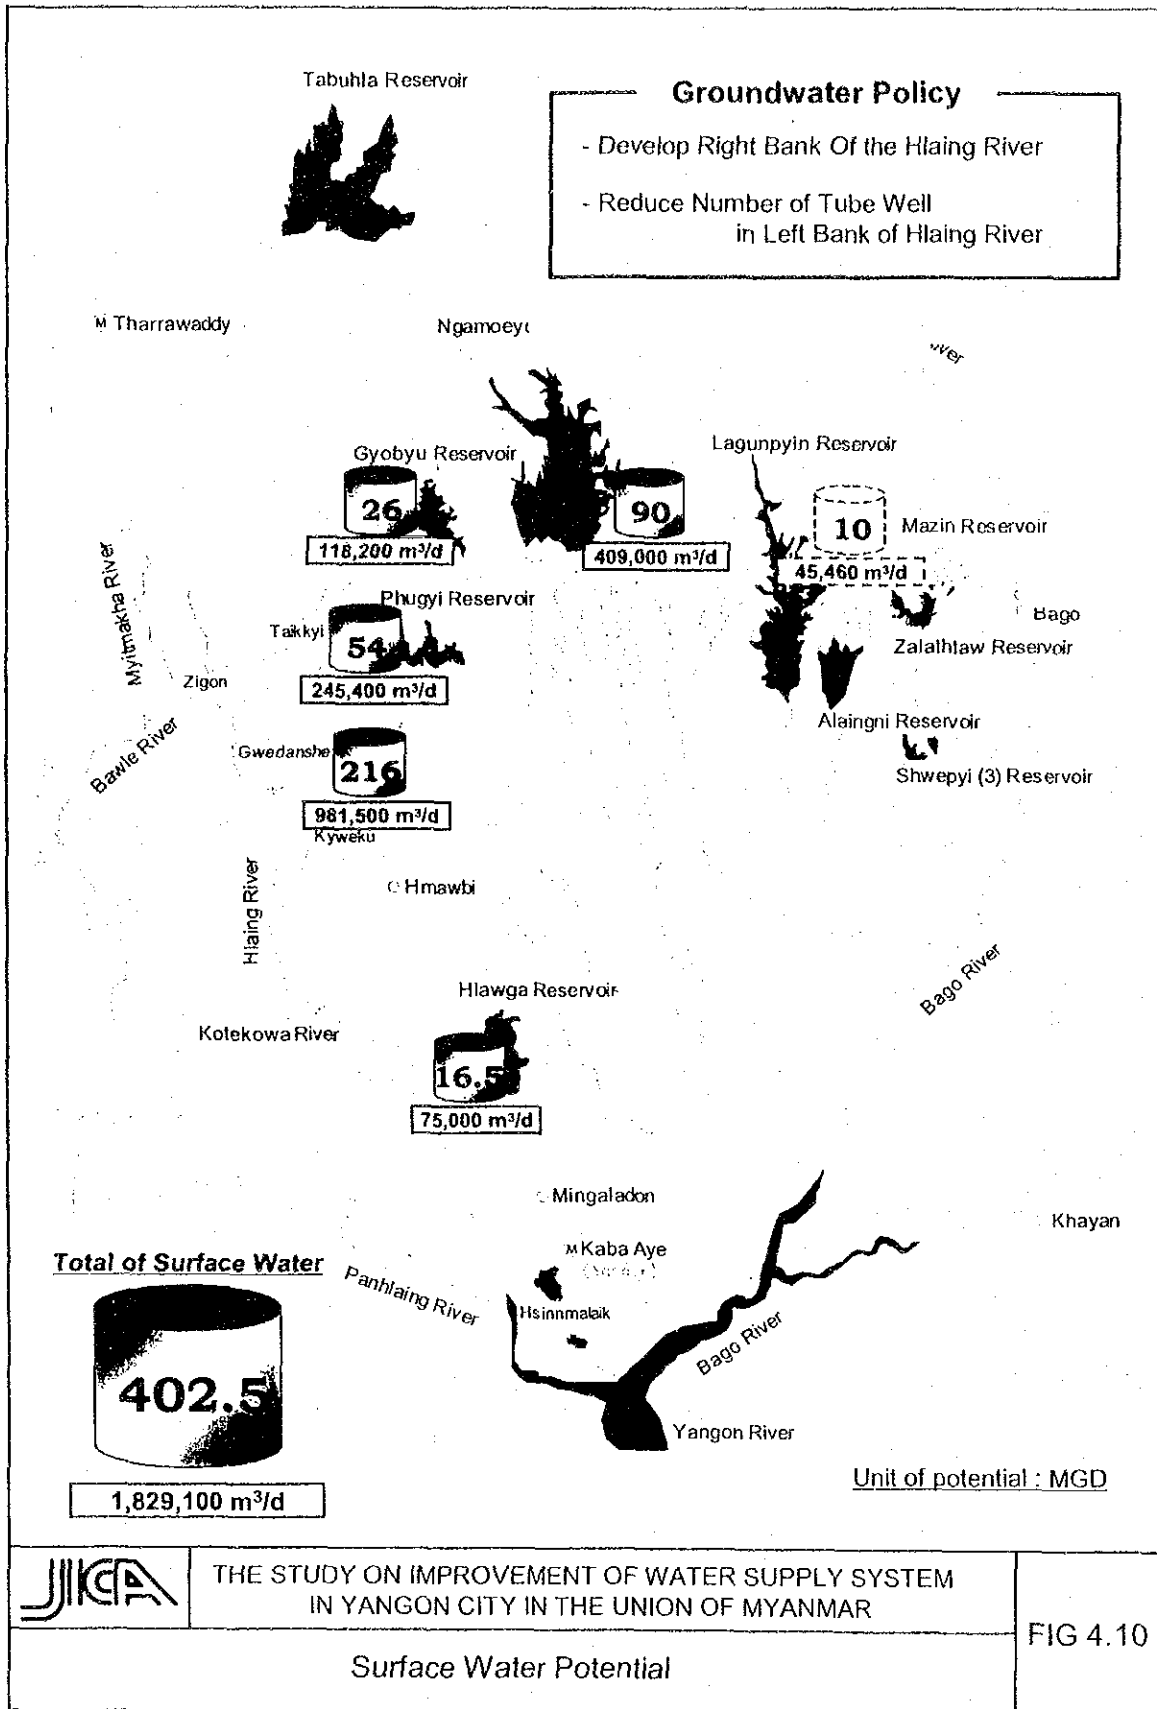 Tabuhla Reservoir
Groundwater Policy
- Develop Right Bank Of the Hlaing River
- Reduce Number of Tube Well
in Left Bank of Hlaing River
M Tharrawaddy
Ngamoey
Lagunpyin Reservoir
Gyobyu Reservoir
26
118,200 m³/d
90
409,000 m³/d
10
45,460 m³/d
Mazin Reservoir
Myitmakha River
Phugyi Reservoir
Taikkyi
54
245,400 m³/d
Bago
Zalathtaw Reservoir
Zigon
Alaingni Reservoir
Bawle River
Gwedanshe
216
981,500 m³/d
Kyweku
Shwepyi (3) Reservoir
Hmawbi
Hlaing River
Bago River
Hlawga Reservoir
Kotekowa River
16.5
75,000 m³/d
Mingaladon
Khayan
M Kaba Aye
Total of Surface Water
Panhlaing River
Hsinnmalaik
Bago River
402.5
Yangon River
1,829,100 m³/d
Unit of potential : MGD
JICA
THE STUDY ON IMPROVEMENT OF WATER SUPPLY SYSTEM
IN YANGON CITY IN THE UNION OF MYANMAR
FIG 4.10
Surface Water Potential